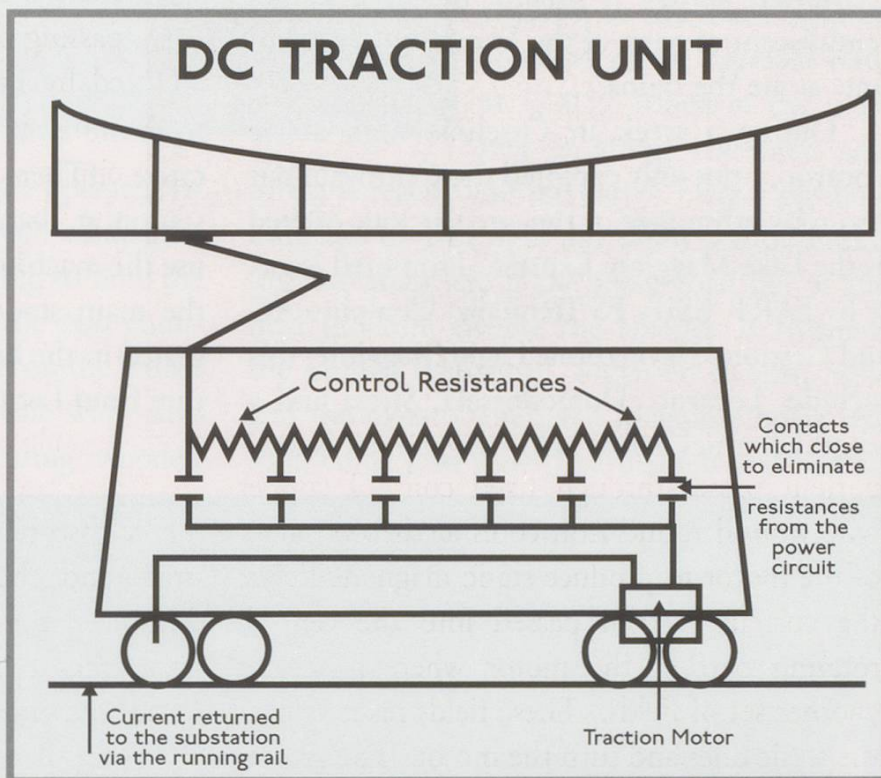 DC TRACTION UNIT
Control Resistances
Contacts
which close
to eliminate
resistances
from the
power
circuit
Current returned
to the substation
via the running rail
Traction Motor